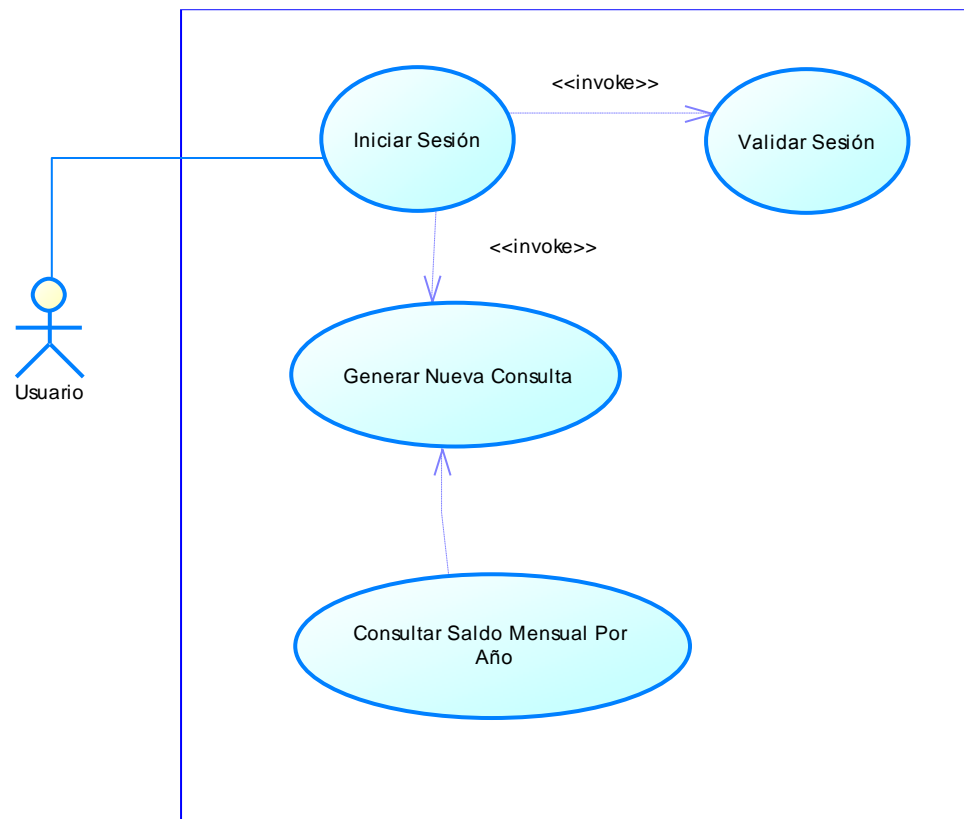 <<invoke>>
Iniciar Sesión
Validar Sesión
<<invoke>>
Generar Nueva Consulta
Usuario
Consultar Saldo Mensual Por
Año